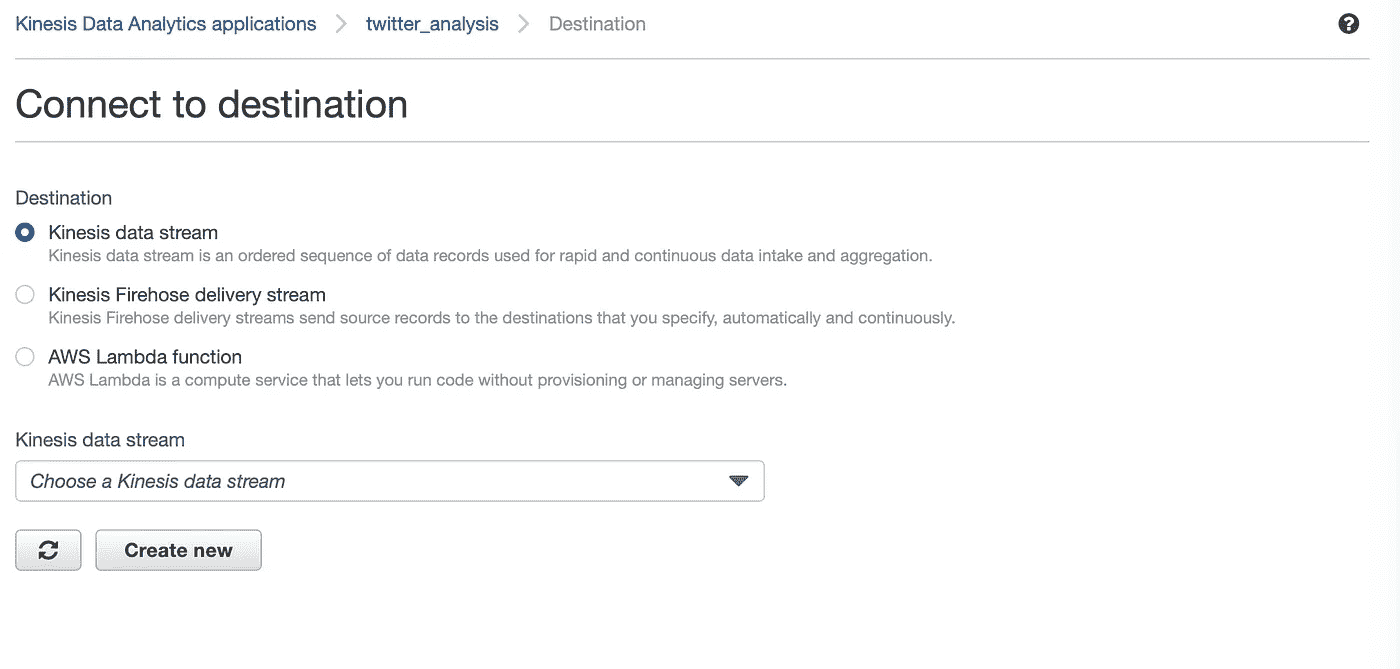 Kinesis Data Analytics applications > twitter_analysis > Destination
Connect to destination
Destination
Kinesis data stream
Kinesis data stream is an ordered sequence of data records used for rapid and continuous data intake and aggregation.
Kinesis Firehose delivery stream
Kinesis Firehose delivery streams send source records to the destinations that you specify, automatically and continuously.
AWS Lambda function
AWS Lambda is a compute service that lets you run code without provisioning or managing servers.
Kinesis data stream
Choose a Kinesis data stream
Create new